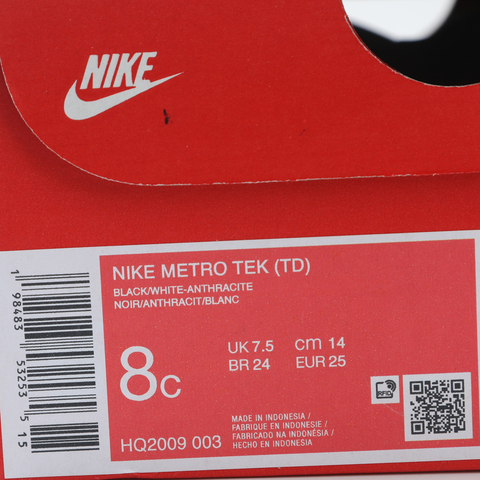 NIKE
NIKE METRO TEK (TD)
BLACK/WHITE-ANTHRACITE
NOIR/ANTHRACIT/BLANC
8C
UK 7.5 cm 14
BR 24 EUR 25
HQ2009 003
MADE IN INDONESIA /
FABRIQUE EN INDONESIE /
FABRICADO NA INDONÉSIA /
HECHO EN INDONESIA
RFID
1 98483 53253 5 15